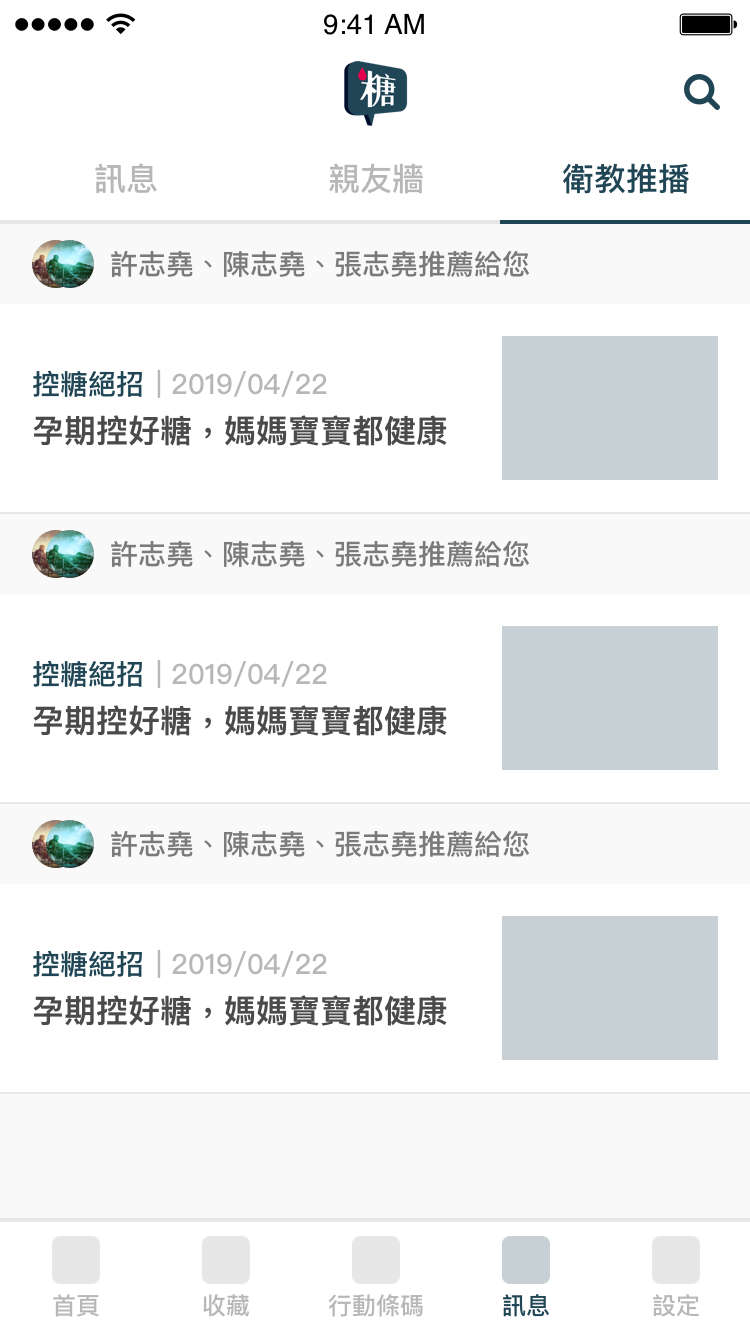 9:41 AM
糖
訊息
親友牆
衛教推播
許志堯、陳志堯、張志堯推薦給您
控糖絕招|2019/04/22
孕期控好糖，媽媽寶寶都健康
許志堯、陳志堯、張志堯推薦給您
控糖絕招|2019/04/22
孕期控好糖，媽媽寶寶都健康
許志堯、陳志堯、張志堯推薦給您
控糖絕招|2019/04/22
孕期控好糖，媽媽寶寶都健康
首頁
收藏
行動條碼
訊息
設定